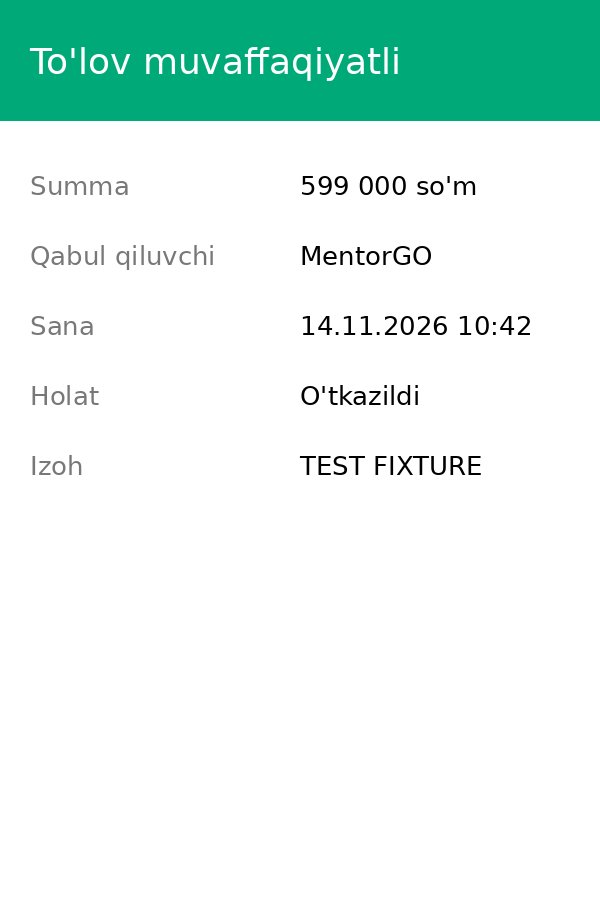 To'lov muvaffaqiyatli
Summa 599 000 so'm
Qabul qiluvchi MentorGO
Sana 14.11.2026 10:42
Holat O'tkazildi
Izoh TEST FIXTURE